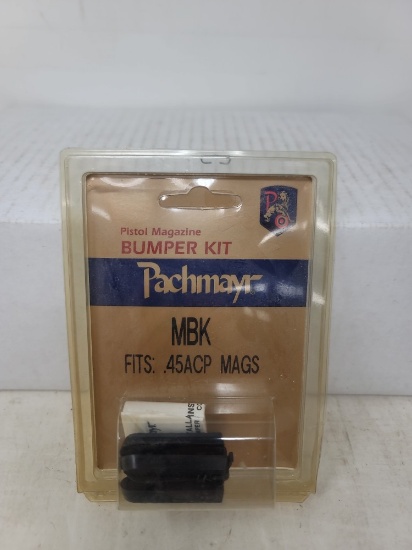 Pistol Magazine
BUMPER KIT
Pachmayr
MBK
FITS: .45ACP MAGS